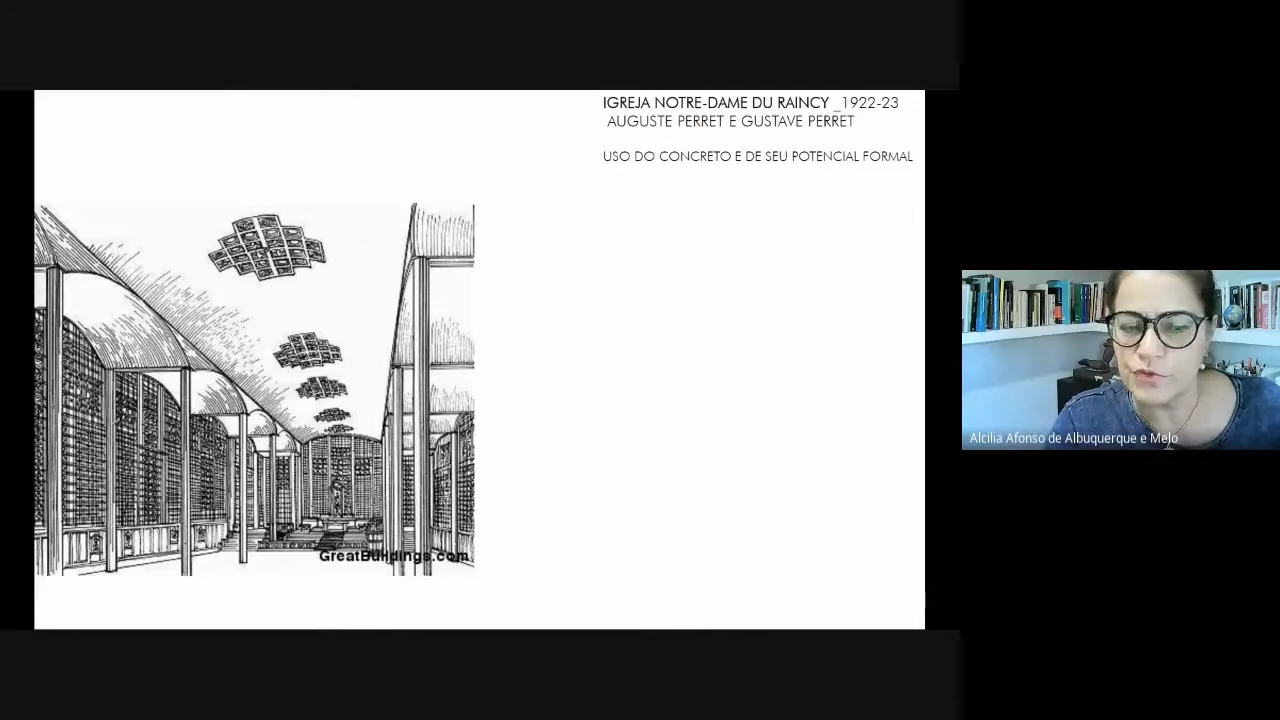 IGREJA NOTRE-DAME DU RAINCY _1922-23
AUGUSTE PERRET E GUSTAVE PERRET
USO DO CONCRETO E DE SEU POTENCIAL FORMAL
GreatBuildings.com
Alcilia Afonso de Albuquerque e Melo